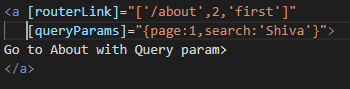 <a [routerLink]="['/about',2,'first']"
[queryParams]="{page:1,search:'Shiva'}">
Go to About with Query param>
</a>